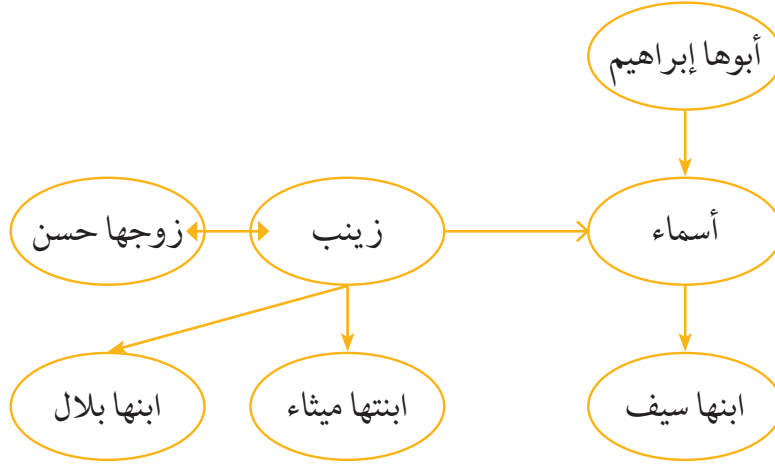 أبوها إبراهيم
أسماء
زينب
زوجها حسن
ابنها سيف
ابنتها ميثاء
ابنها بلال